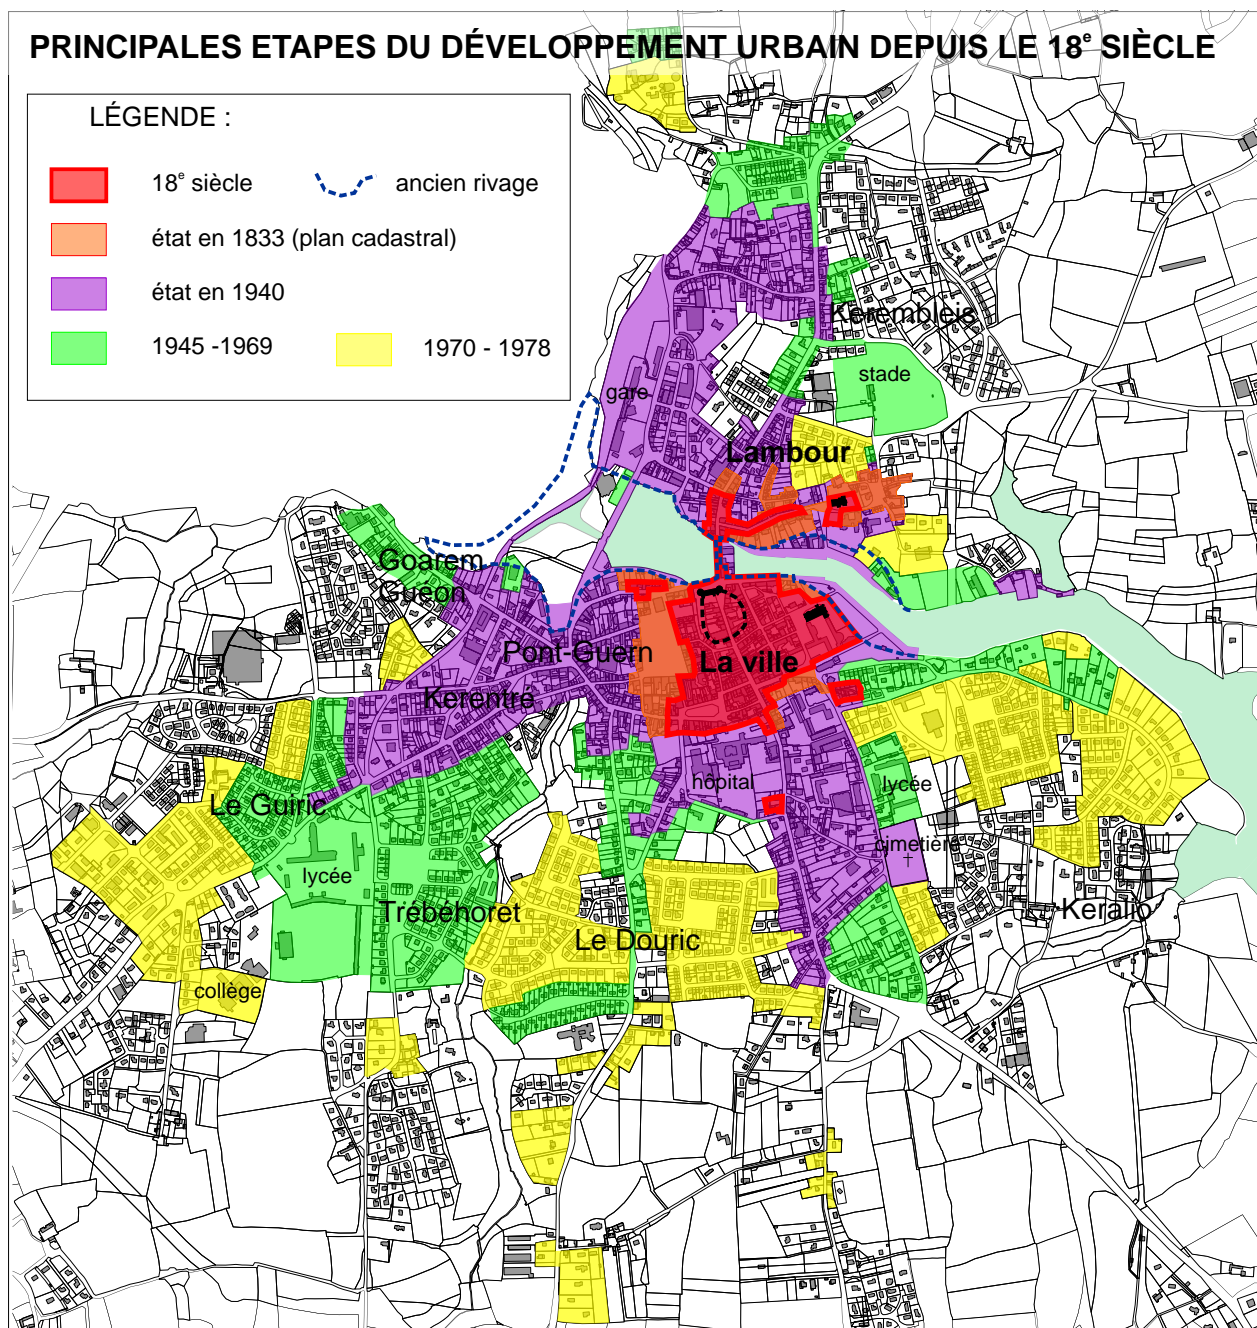 PRINCIPALES ETAPES DU DÉVELOPPEMENT URBAIN DEPUIS LE 18e SIÈCLE
LÉGENDE :
18e siècle
ancien rivage
état en 1833 (plan cadastral)
état en 1940
1945 -1969
1970 - 1978
Kerembleis
stade
gare
Lambour
Goarem
Guéon
Pont-Guern
La ville
Kerentré
hôpital
lycée
Le Guiric
cimetière
lycée
Trébéhoret
Keralio
Le Douric
collège